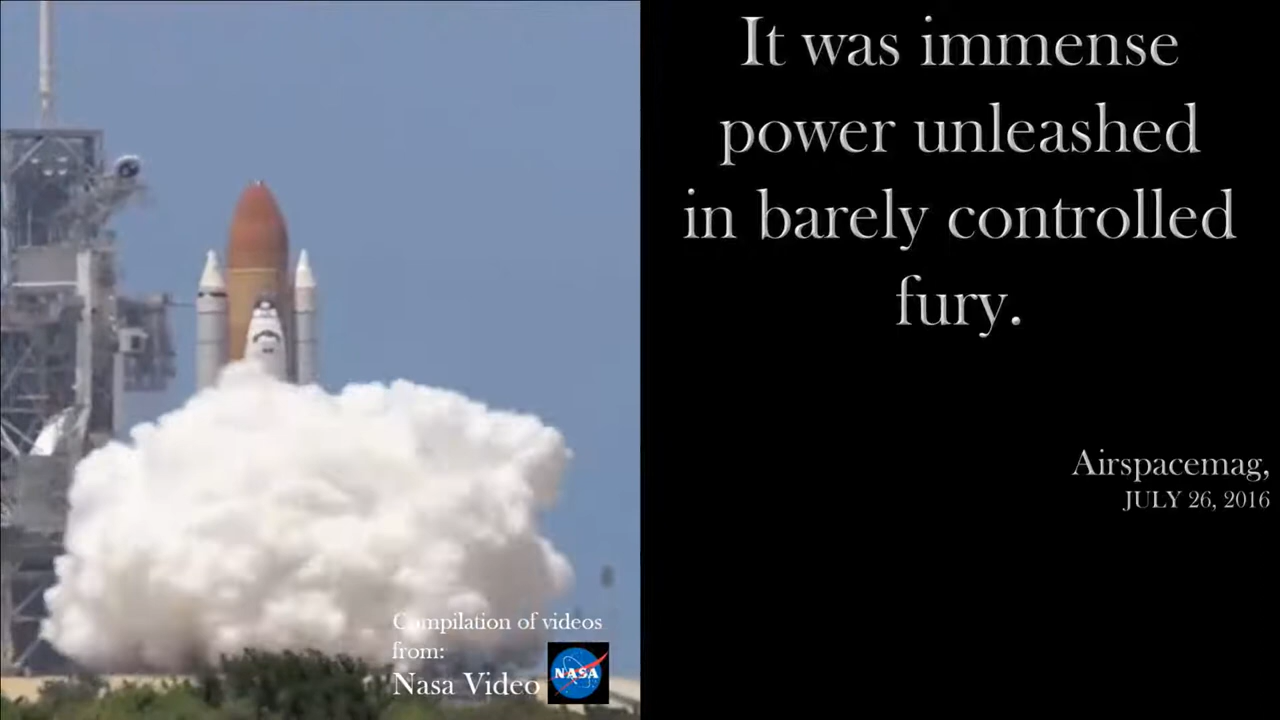 It was immense
power unleashed
in barely controlled
fury.
Airspacemag,
JULY 26, 2016
Compilation of videos
from:
Nasa Video
NASA